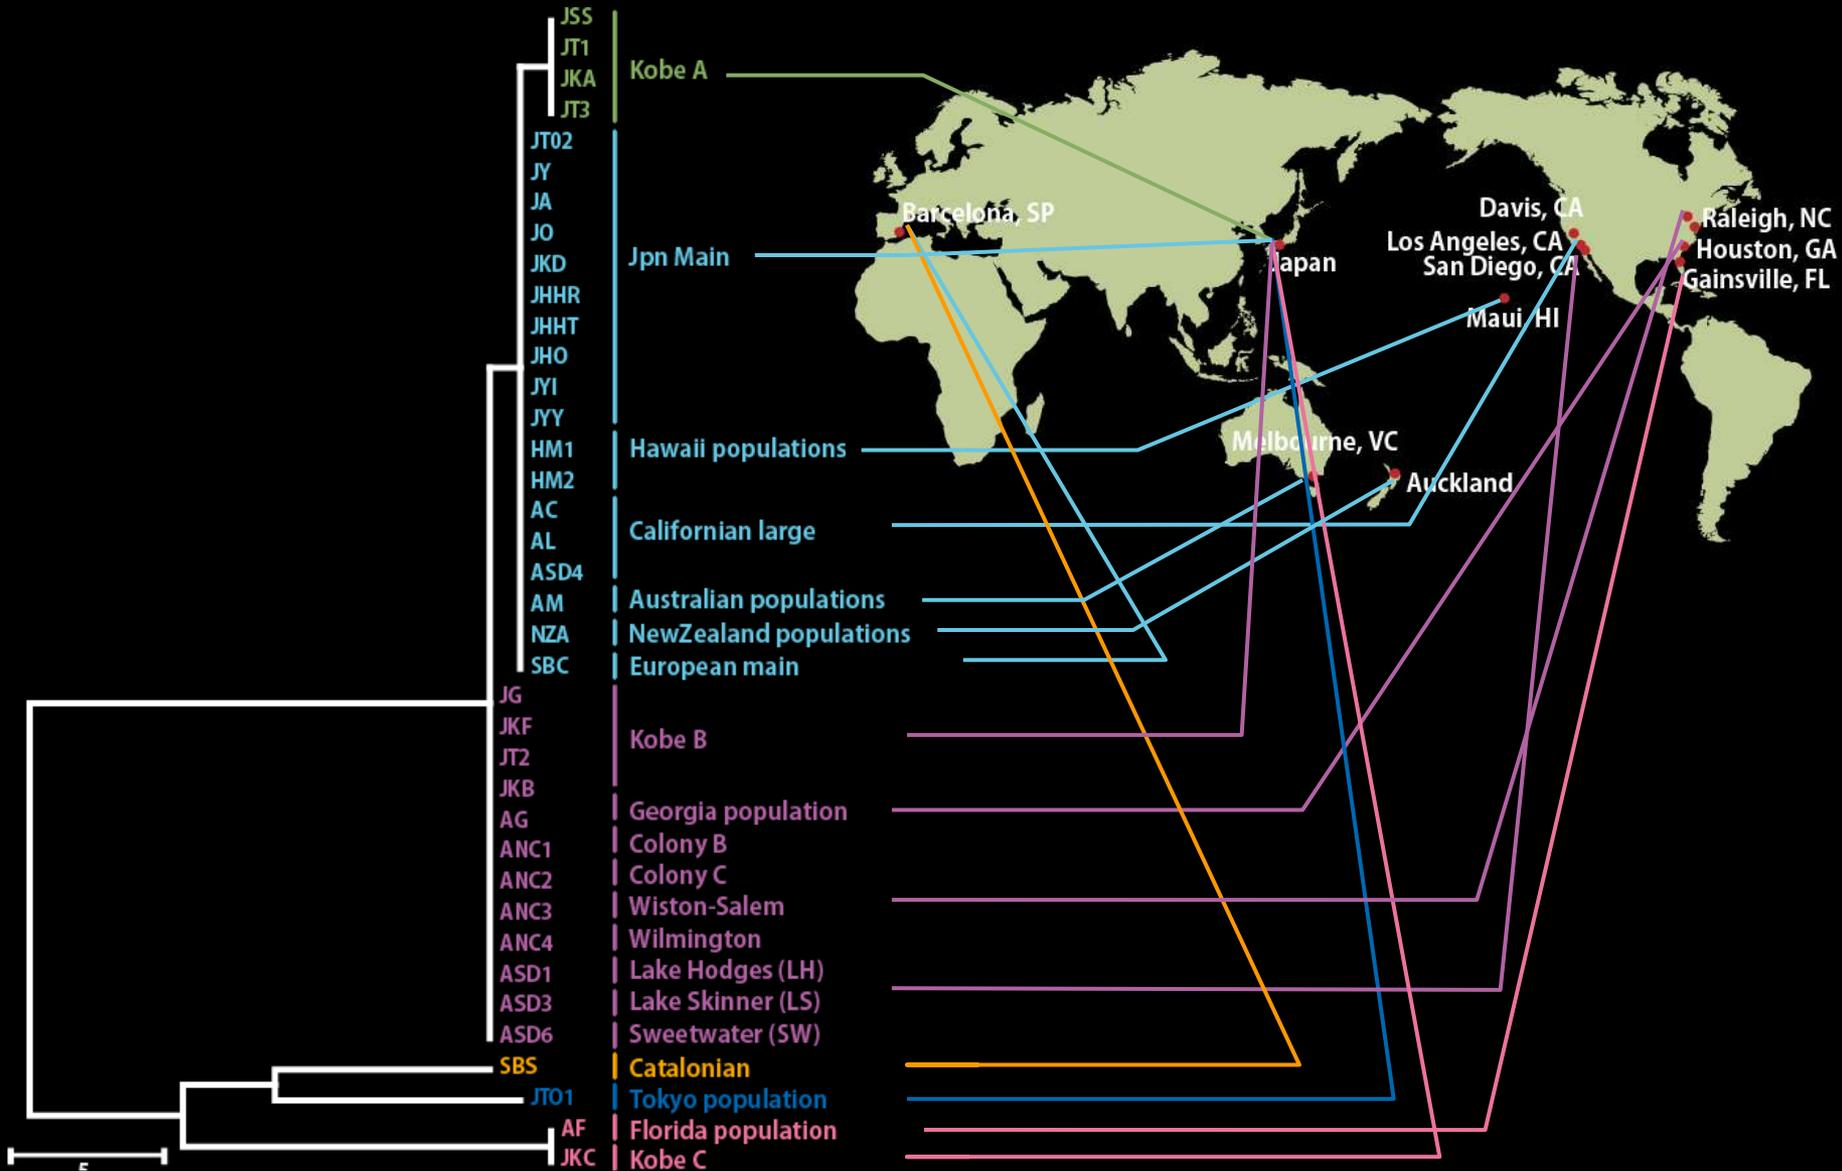 JSS
JT1
JKA
JT3
Kobe A
JT02
JY
JA
JO
JKD
JHHR
JHHT
JHO
JYI
JYY
Jpn Main
HM1
HM2
Hawaii populations
AC
AL
ASD4
Californian large
AM
Australian populations
NZA
NewZealand populations
SBC
European main
JG
JKF
JT2
JKB
Kobe B
AG
Georgia population
ANC1
Colony B
ANC2
Colony C
ANC3
Wiston-Salem
ANC4
Wilmington
ASD1
Lake Hodges (LH)
ASD3
Lake Skinner (LS)
ASD6
Sweetwater (SW)
SBS
Catalonian
JTO1
Tokyo population
AF
Florida population
JKC
Kobe C
5
Barcelona, SP
Japan
Davis, CA
Los Angeles, CA
San Diego, CA
Maui, HI
Raleigh, NC
Houston, GA
Gainsville, FL
Melbourne, VC
Auckland